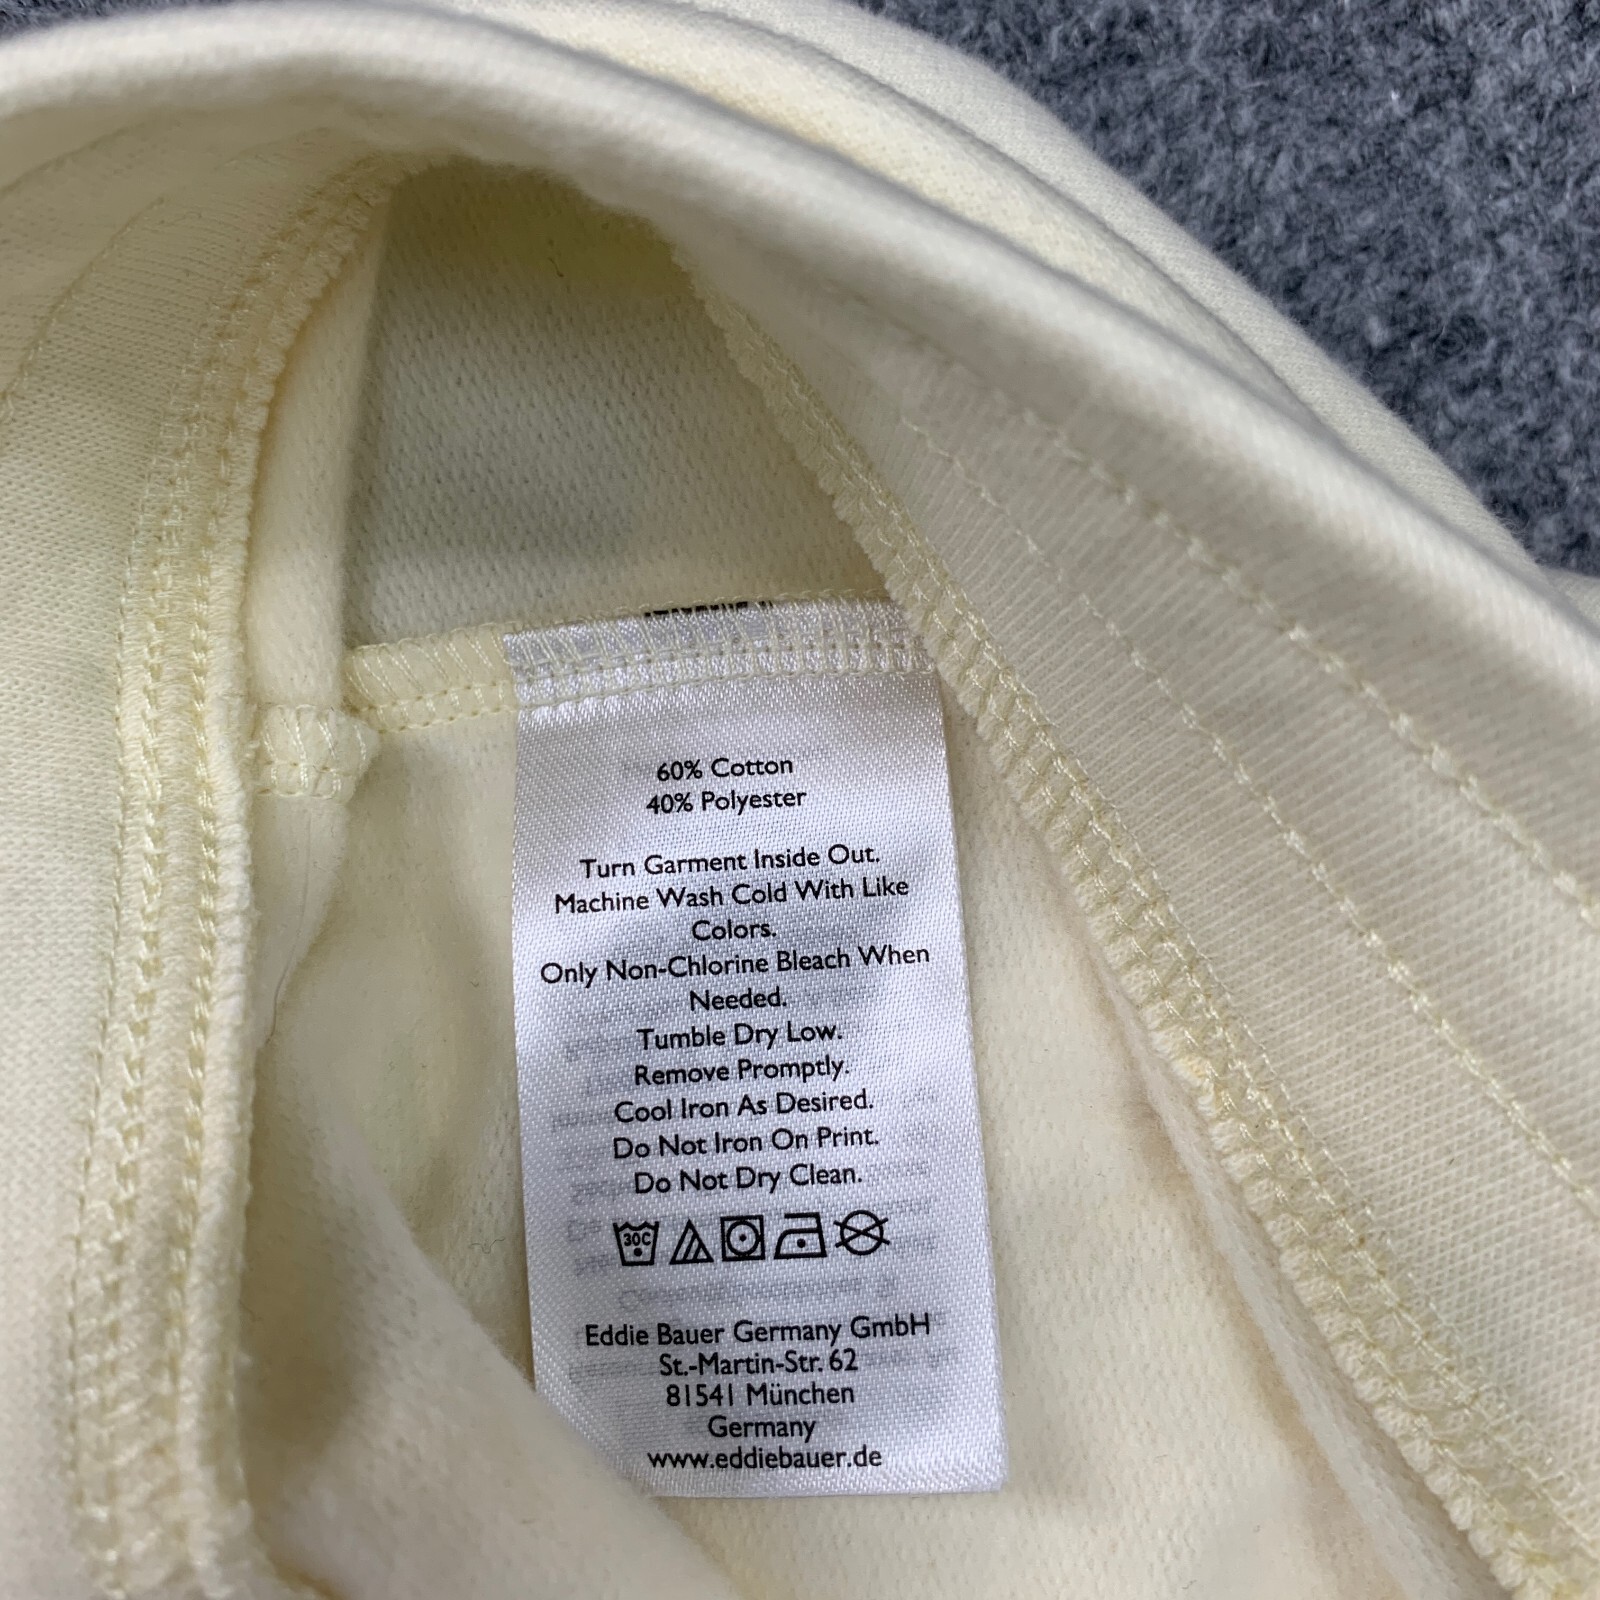 60% Cotton
40% Polyester
Turn Garment Inside Out.
Machine Wash Cold With Like
Colors.
Only Non-Chlorine Bleach When
Needed.
Tumble Dry Low.
Remove Promptly.
Cool Iron As Desired.
Do Not Iron On Print.
Do Not Dry Clean.
30C
Eddie Bauer Germany GmbH
St.-Martin-Str. 62
81541 München
Germany
www.eddiebauer.de